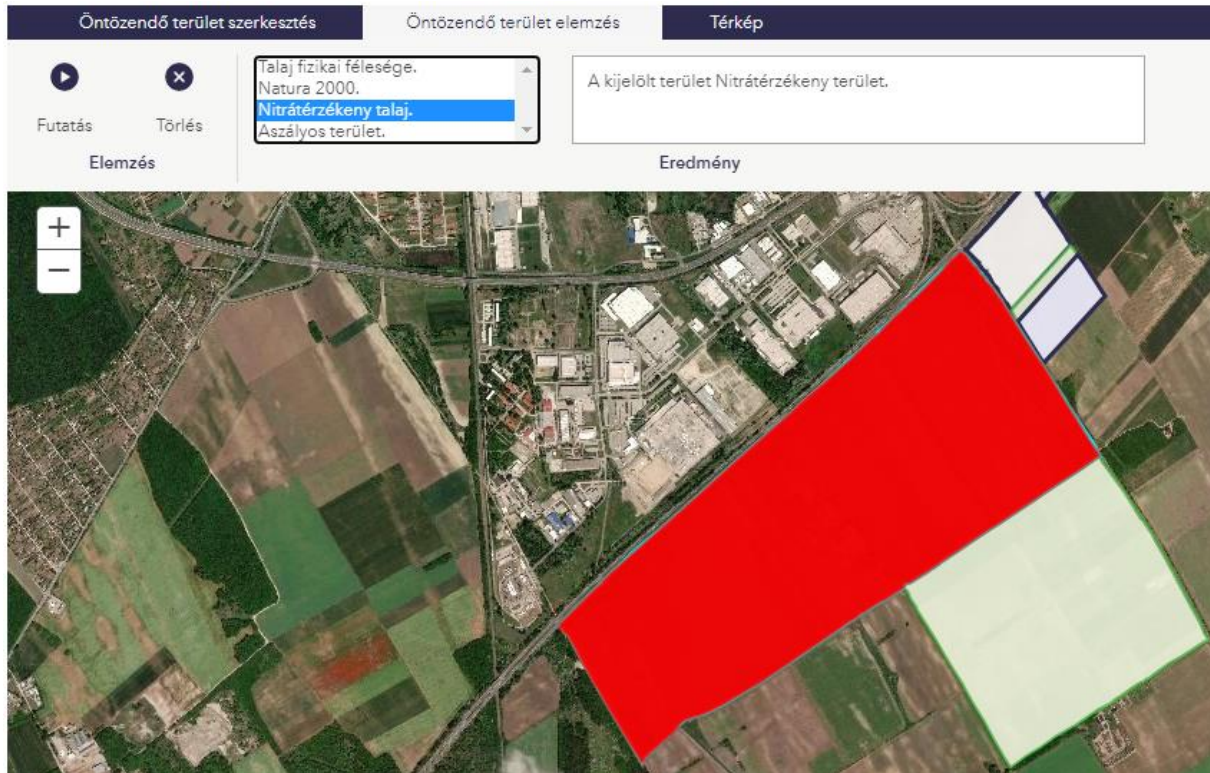 Öntözendő terület szerkesztés
Öntözendő terület elemzés
Térkép
Futatás
Törlés
Elemzés
Talaj fizikai félesége.
Natura 2000.
Nitrátérzékeny talaj.
Aszályos terület.
A kijelölt terület Nitrátérzékeny terület.
Eredmény
+
−